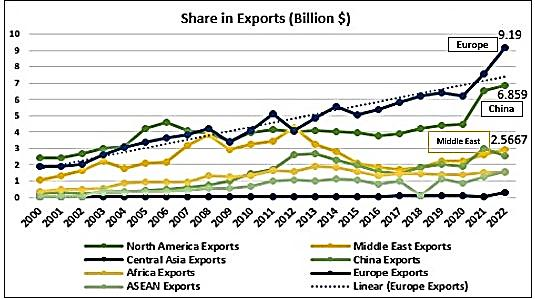 Share in Exports (Billion $)
10
9
8
7
6
5
4
3
2
1
0
9.19
Europe
6.859
China
Middle East
2.5667
2000 2001 2002 2003 2004 2005 2006 2007 2008 2009 2010 2011 2012 2013 2014 2015 2016 2017 2018 2019 2020 2021 2022
North America Exports Middle East Exports
Central Asia Exports China Exports
Africa Exports Europe Exports
ASEAN Exports Linear (Europe Exports)